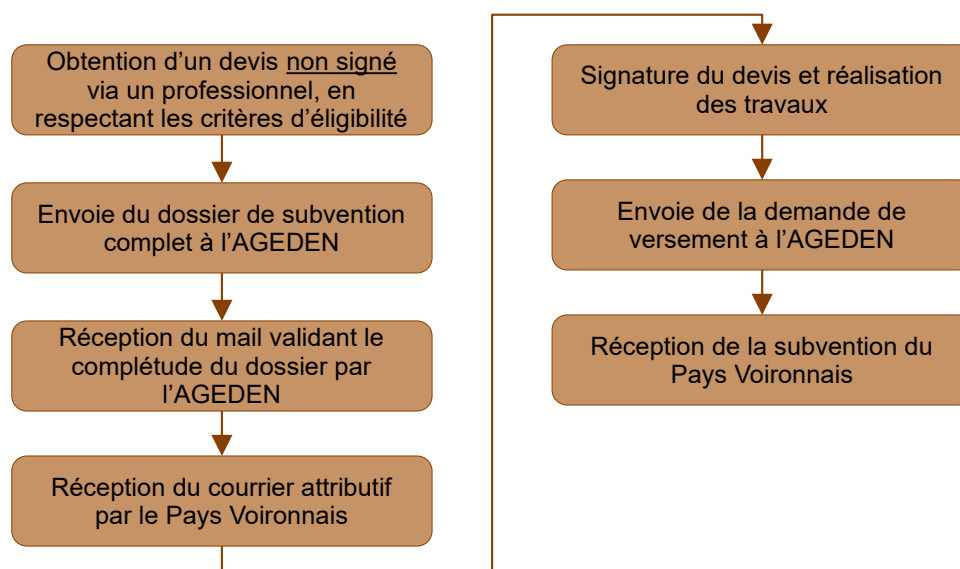 Obtention d’un devis non signé
via un professionnel, en
respectant les critères d’éligibilité
Envoie du dossier de subvention
complet à l’AGEDEN
Réception du mail validant le
complétude du dossier par
l’AGEDEN
Réception du courrier attributif
par le Pays Voironnais
Signature du devis et réalisation
des travaux
Envoie de la demande de
versement à l’AGEDEN
Réception de la subvention du
Pays Voironnais